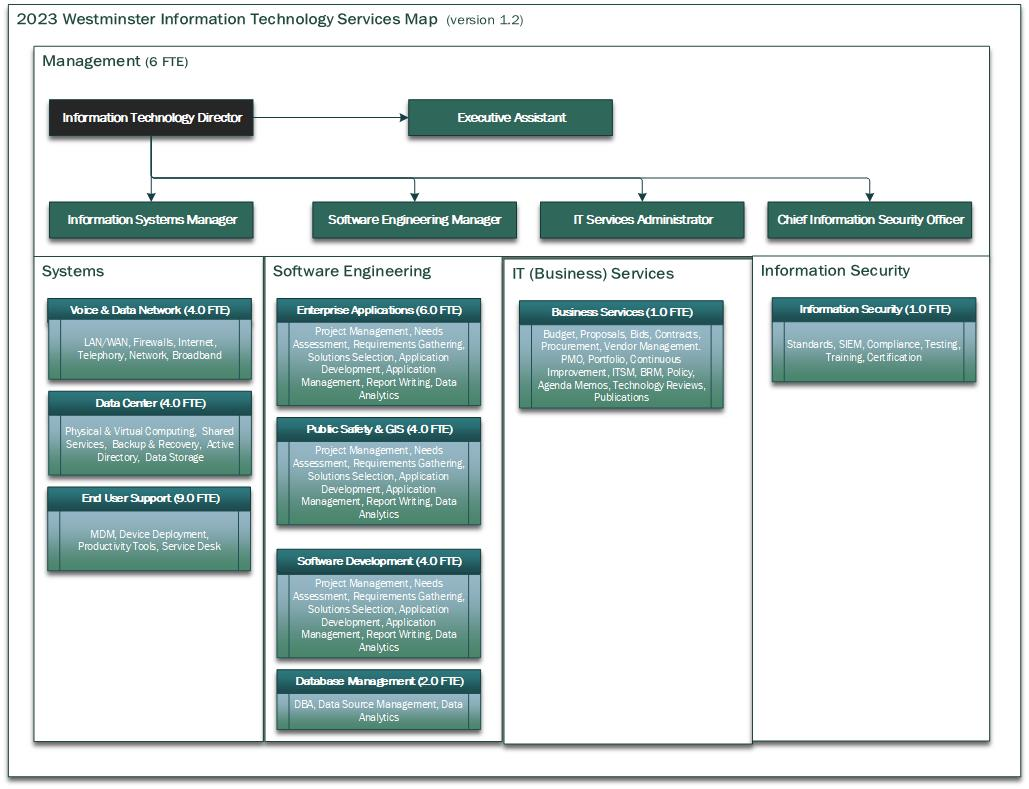 2023 Westminster Information Technology Services Map (version 1.2)
Management (6 FTE)
Information Technology Director
Executive Assistant
Information Systems Manager
Software Engineering Manager
IT Services Administrator
Chief Information Security Officer
Systems
Voice & Data Network (4.0 FTE)
LAN/WAN, Firewalls, Internet,
Telephony, Network, Broadband
Data Center (4.0 FTE)
Physical & Virtual Computing, Shared
Services, Backup & Recovery, Active
Directory, Data Storage
End User Support (9.0 FTE)
MDM, Device Deployment,
Productivity Tools, Service Desk
Software Engineering
Enterprise Applications (6.0 FTE)
Project Management, Needs
Assessment, Requirements Gathering,
Solutions Selection, Application
Development, Application
Management, Report Writing, Data
Analytics
Public Safety & GIS (4.0 FTE)
Project Management, Needs
Assessment, Requirements Gathering,
Solutions Selection, Application
Development, Application
Management, Report Writing, Data
Analytics
Software Development (4.0 FTE)
Project Management, Needs
Assessment, Requirements Gathering,
Solutions Selection, Application
Development, Application
Management, Report Writing, Data
Analytics
Database Management (2.0 FTE)
DBA, Data Source Management, Data
Analytics
IT (Business) Services
Business Services (1.0 FTE)
Budget, Proposals, Bids, Contracts,
Procurement, Vendor Management.
PMO, Portfolio, Continuous
Improvement, ITSM, BRM, Policy,
Agenda Memos, Technology Reviews,
Publications
Information Security
Information Security (1.0 FTE)
Standards, SIEM, Compliance, Testing,
Training, Certification